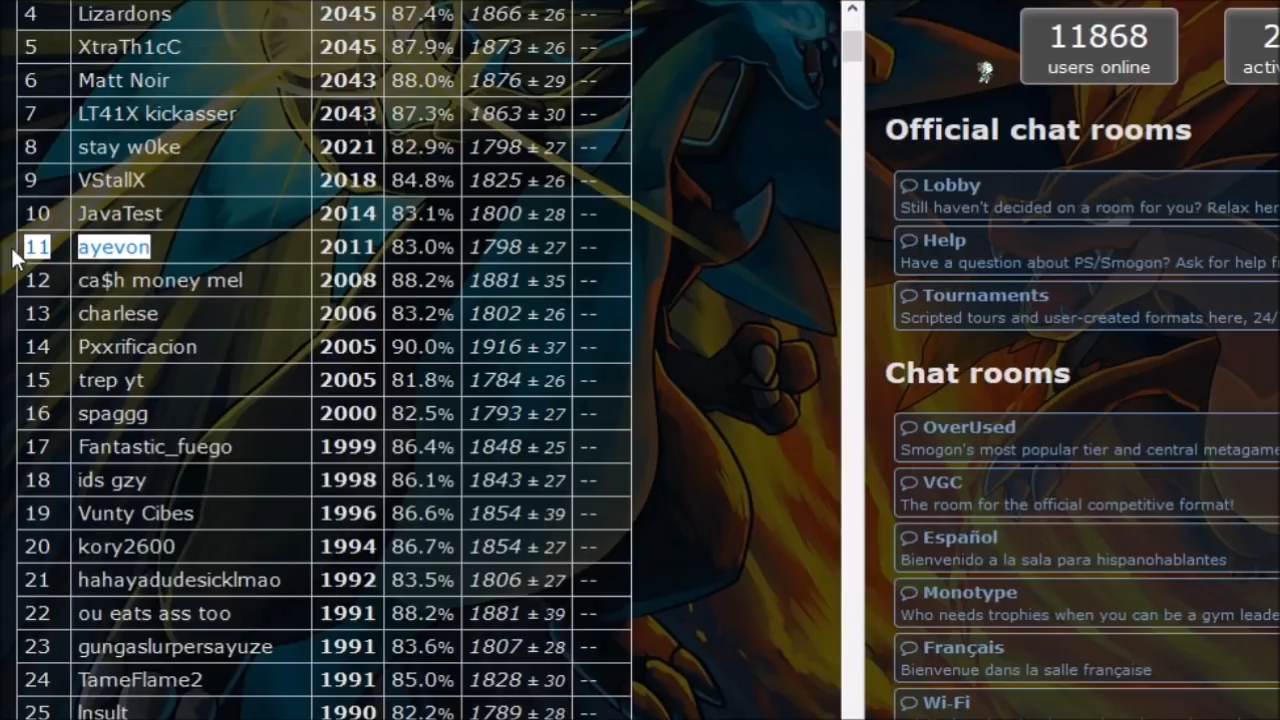 4 Lizardons 2045 87.4% 1866 ± 26 --
5 XtraTh1cC 2045 87.9% 1873 ± 26 --
6 Matt Noir 2043 88.0% 1876 ± 29 --
7 LT41X kickasser 2043 87.3% 1863 ± 30 --
8 stay w0ke 2021 82.9% 1798 ± 27 --
9 VStallX 2018 84.8% 1825 ± 26 --
10 JavaTest 2014 83.1% 1800 ± 28 --
11 ayevon 2011 83.0% 1798 ± 27 --
12 ca$h money mel 2008 88.2% 1881 ± 35 --
13 charlese 2006 83.2% 1802 ± 26 --
14 Pxxrificacion 2005 90.0% 1916 ± 37 --
15 trep yt 2005 81.8% 1784 ± 26 --
16 spaggg 2000 82.5% 1793 ± 27 --
17 Fantastic_fuego 1999 86.4% 1848 ± 25 --
18 ids gzy 1998 86.1% 1843 ± 27 --
19 Vunty Cibes 1996 86.6% 1854 ± 39 --
20 kory2600 1994 86.7% 1854 ± 27 --
21 hahayadudesicklmao 1992 83.5% 1806 ± 27 --
22 ou eats ass too 1991 88.2% 1881 ± 39 --
23 gungaslurpersayuze 1991 83.6% 1807 ± 28 --
24 TameFlame2 1991 85.0% 1828 ± 30 --
25 lnsult 1990 82.2% 1789 ± 28 --
11868
users online
2
activ
Official chat rooms
Lobby
Still haven't decided on a room for you? Relax her
Help
Have a question about PS/Smogon? Ask for help f
Tournaments
Scripted tours and user-created formats here, 24/
Chat rooms
OverUsed
Smogon's most popular tier and central metagame
VGC
The room for the official competitive format!
Español
Bienvenido a la sala para hispanohablantes
Monotype
Who needs trophies when you can be a gym leade
Français
Bienvenue dans la salle française
Wi-Fi